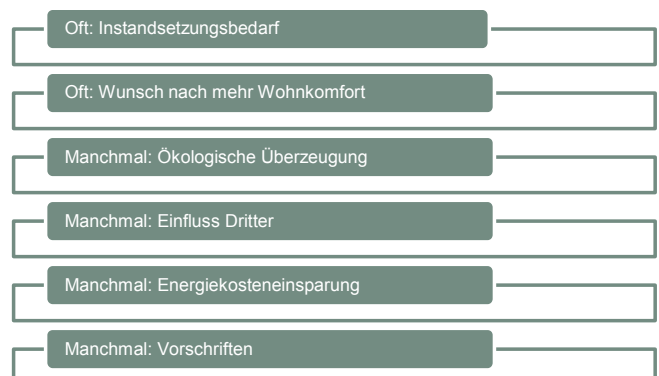 Oft: Instandsetzungsbedarf
Oft: Wunsch nach mehr Wohnkomfort
Manchmal: Ökologische Überzeugung
Manchmal: Einfluss Dritter
Manchmal: Energiekosteneinsparung
Manchmal: Vorschriften